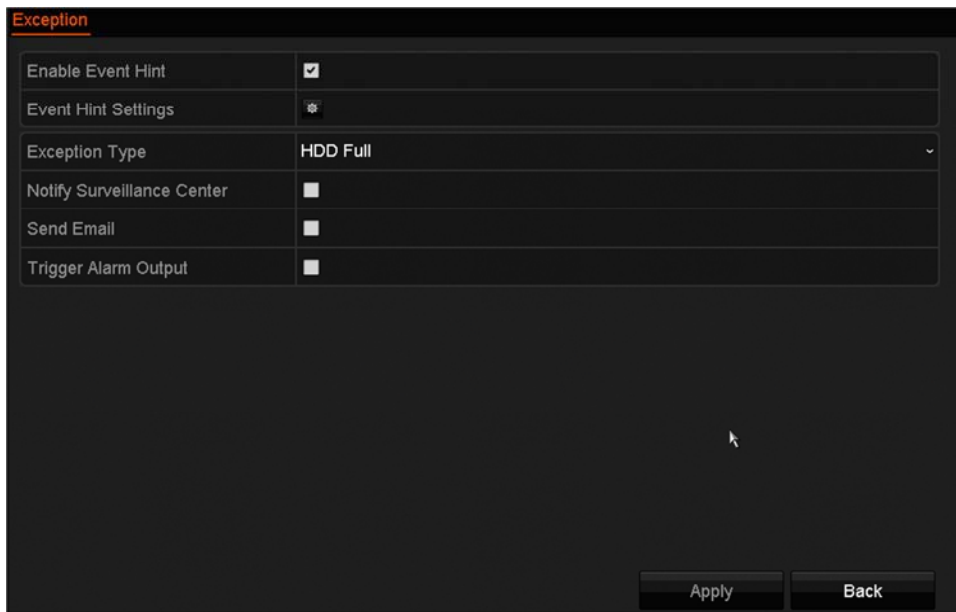 Exception
Enable Event Hint
Event Hint Settings
Exception Type HDD Full
Notify Surveillance Center
Send Email
Trigger Alarm Output
Apply Back